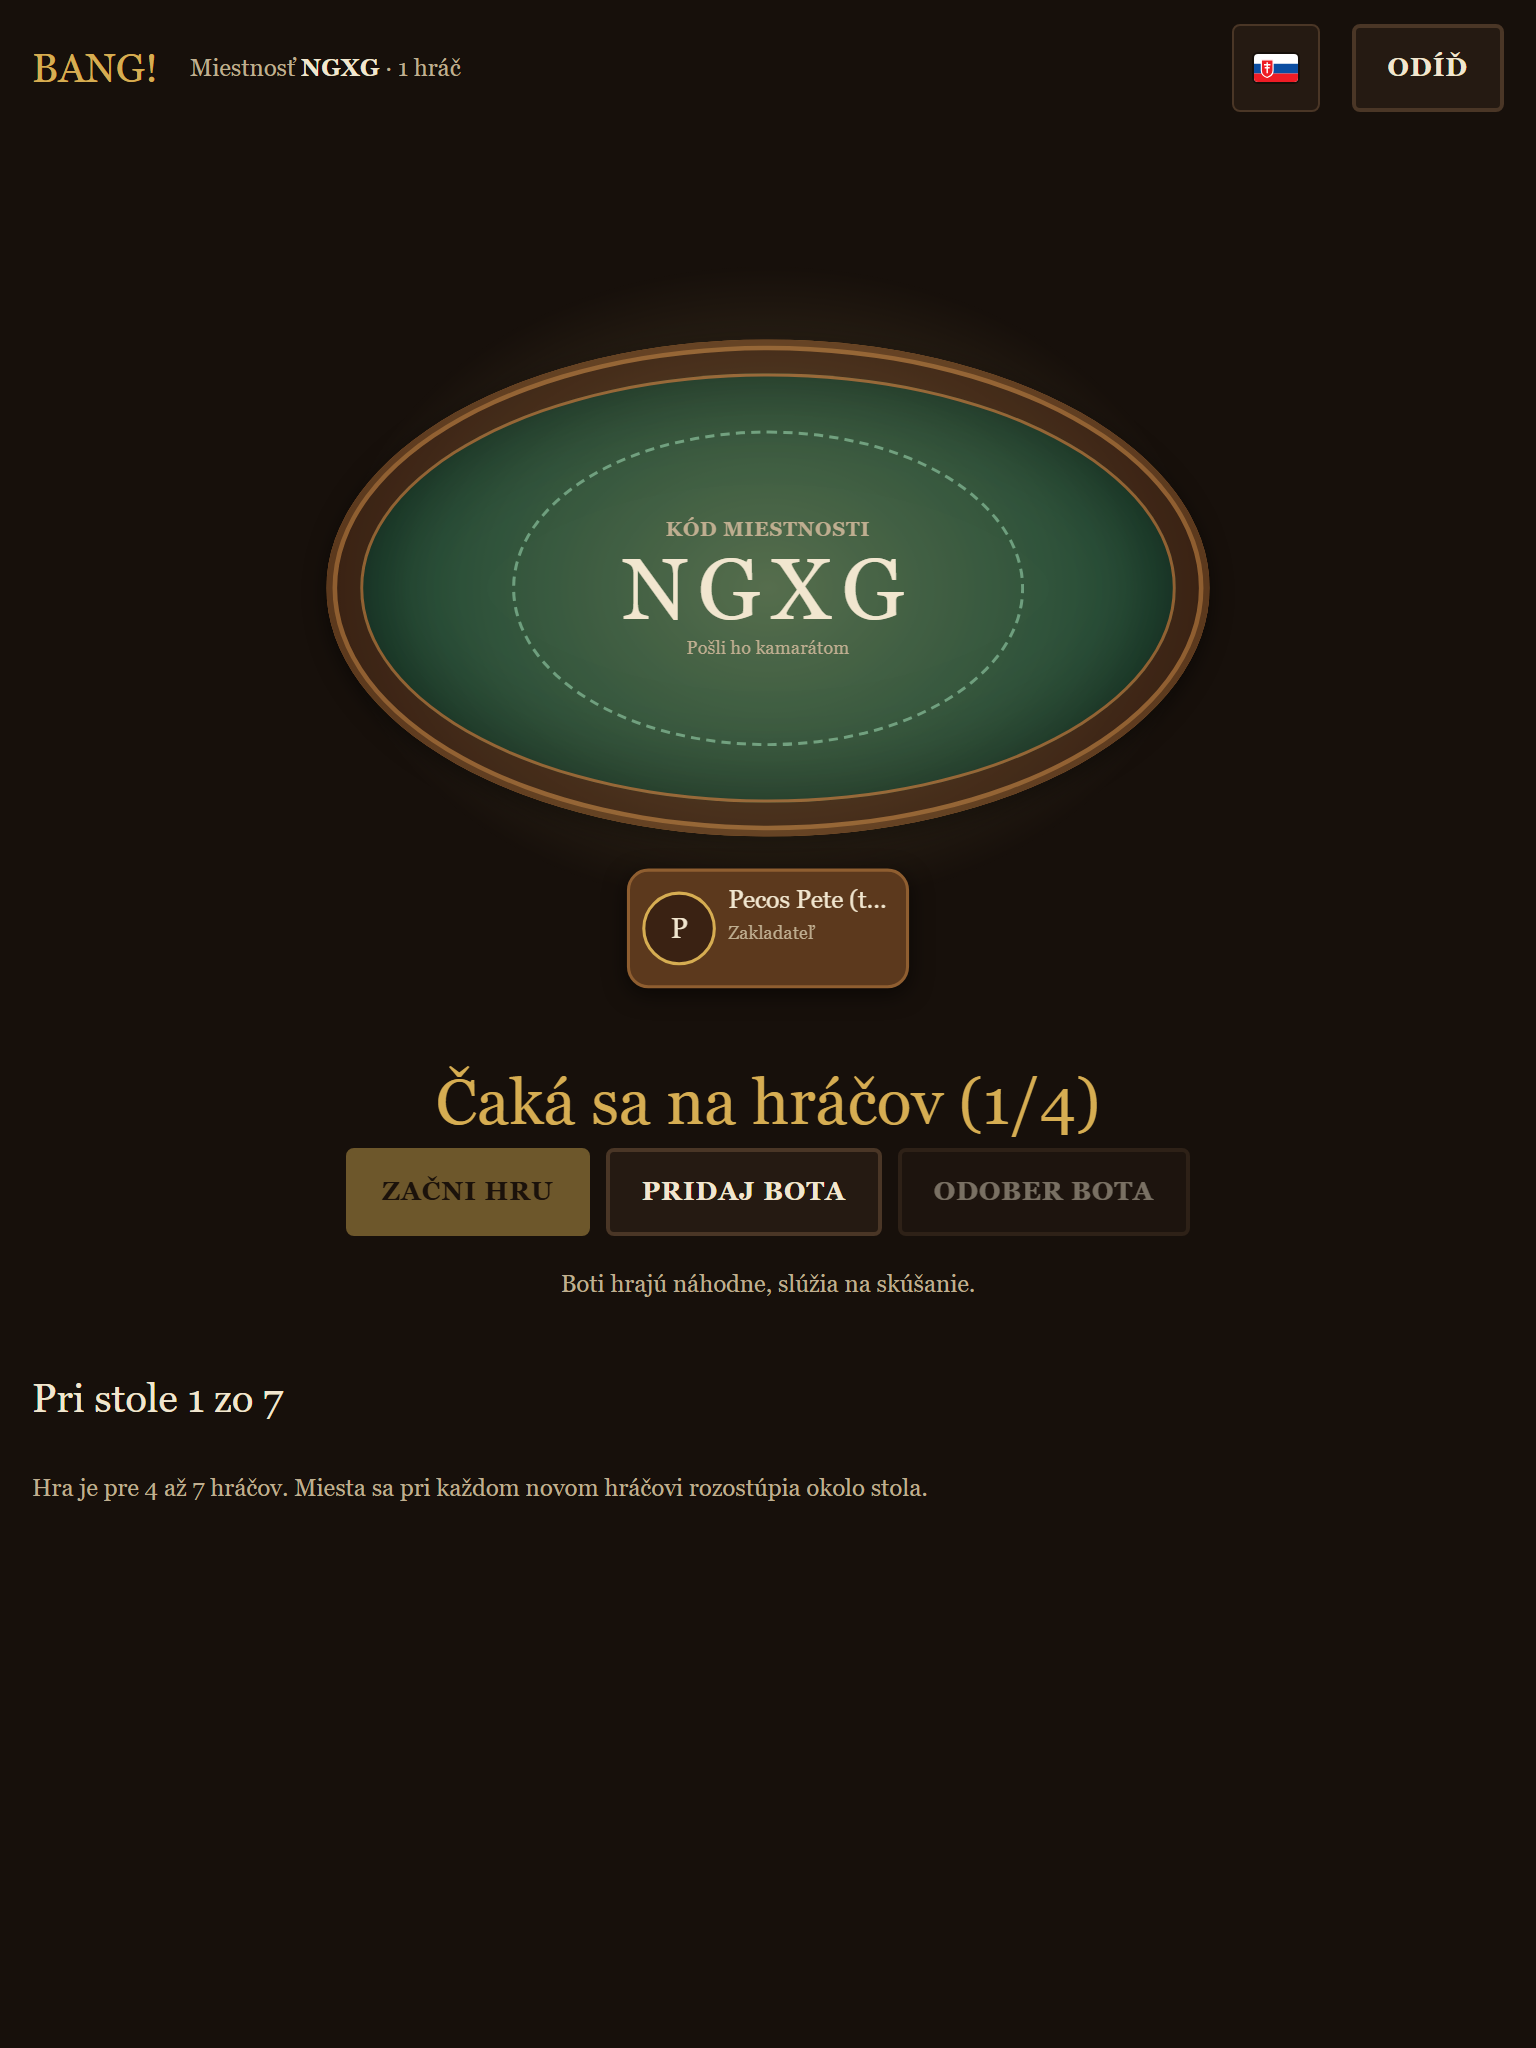 BANG!
Miestnosť NGXG · 1 hráč
ODÍĎ
KÓD MIESTNOSTI
NGXG
Pošli ho kamarátom
P
Pecos Pete (t...
Zakladateľ
Čaká sa na hráčov (1/4)
ZAČNI HRU
PRIDAJ BOTA
ODOBER BOTA
Boti hrajú náhodne, slúžia na skúšanie.
Pri stole 1 zo 7
Hra je pre 4 až 7 hráčov. Miesta sa pri každom novom hráčovi rozostúpia okolo stola.